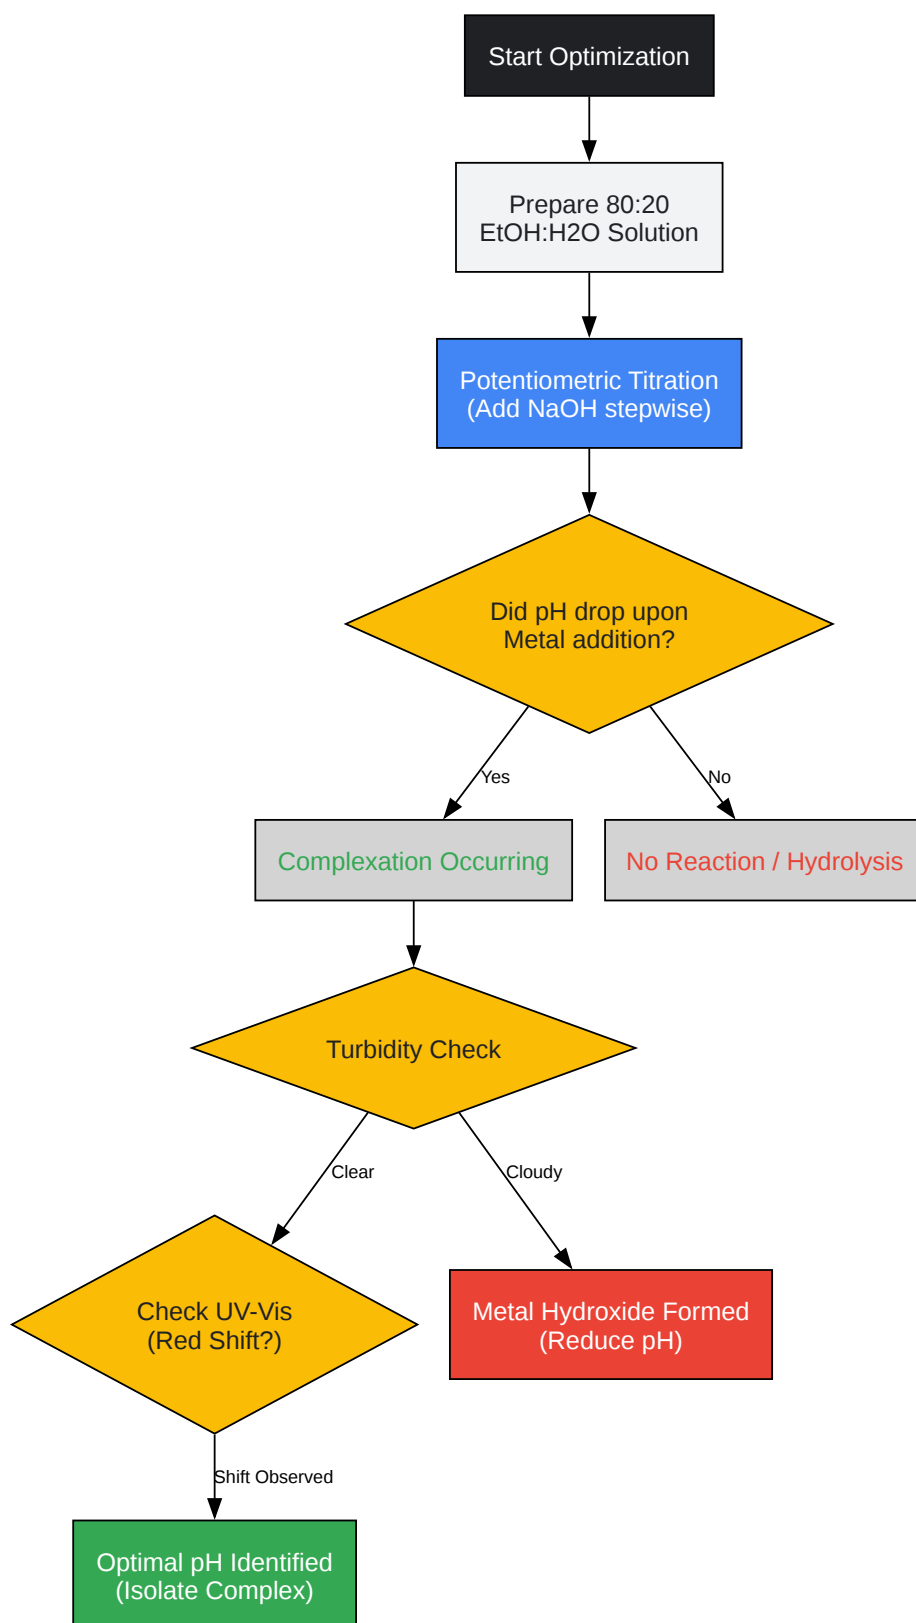 Start Optimization
Prepare 80:20
EtOH:H2O Solution
Potentiometric Titration
(Add NaOH stepwise)
Did pH drop upon
Metal addition?
Yes
No
Complexation Occurring
No Reaction / Hydrolysis
Turbidity Check
Clear
Cloudy
Check UV-Vis
(Red Shift?)
Metal Hydroxide Formed
(Reduce pH)
Shift Observed
Optimal pH Identified
(Isolate Complex)